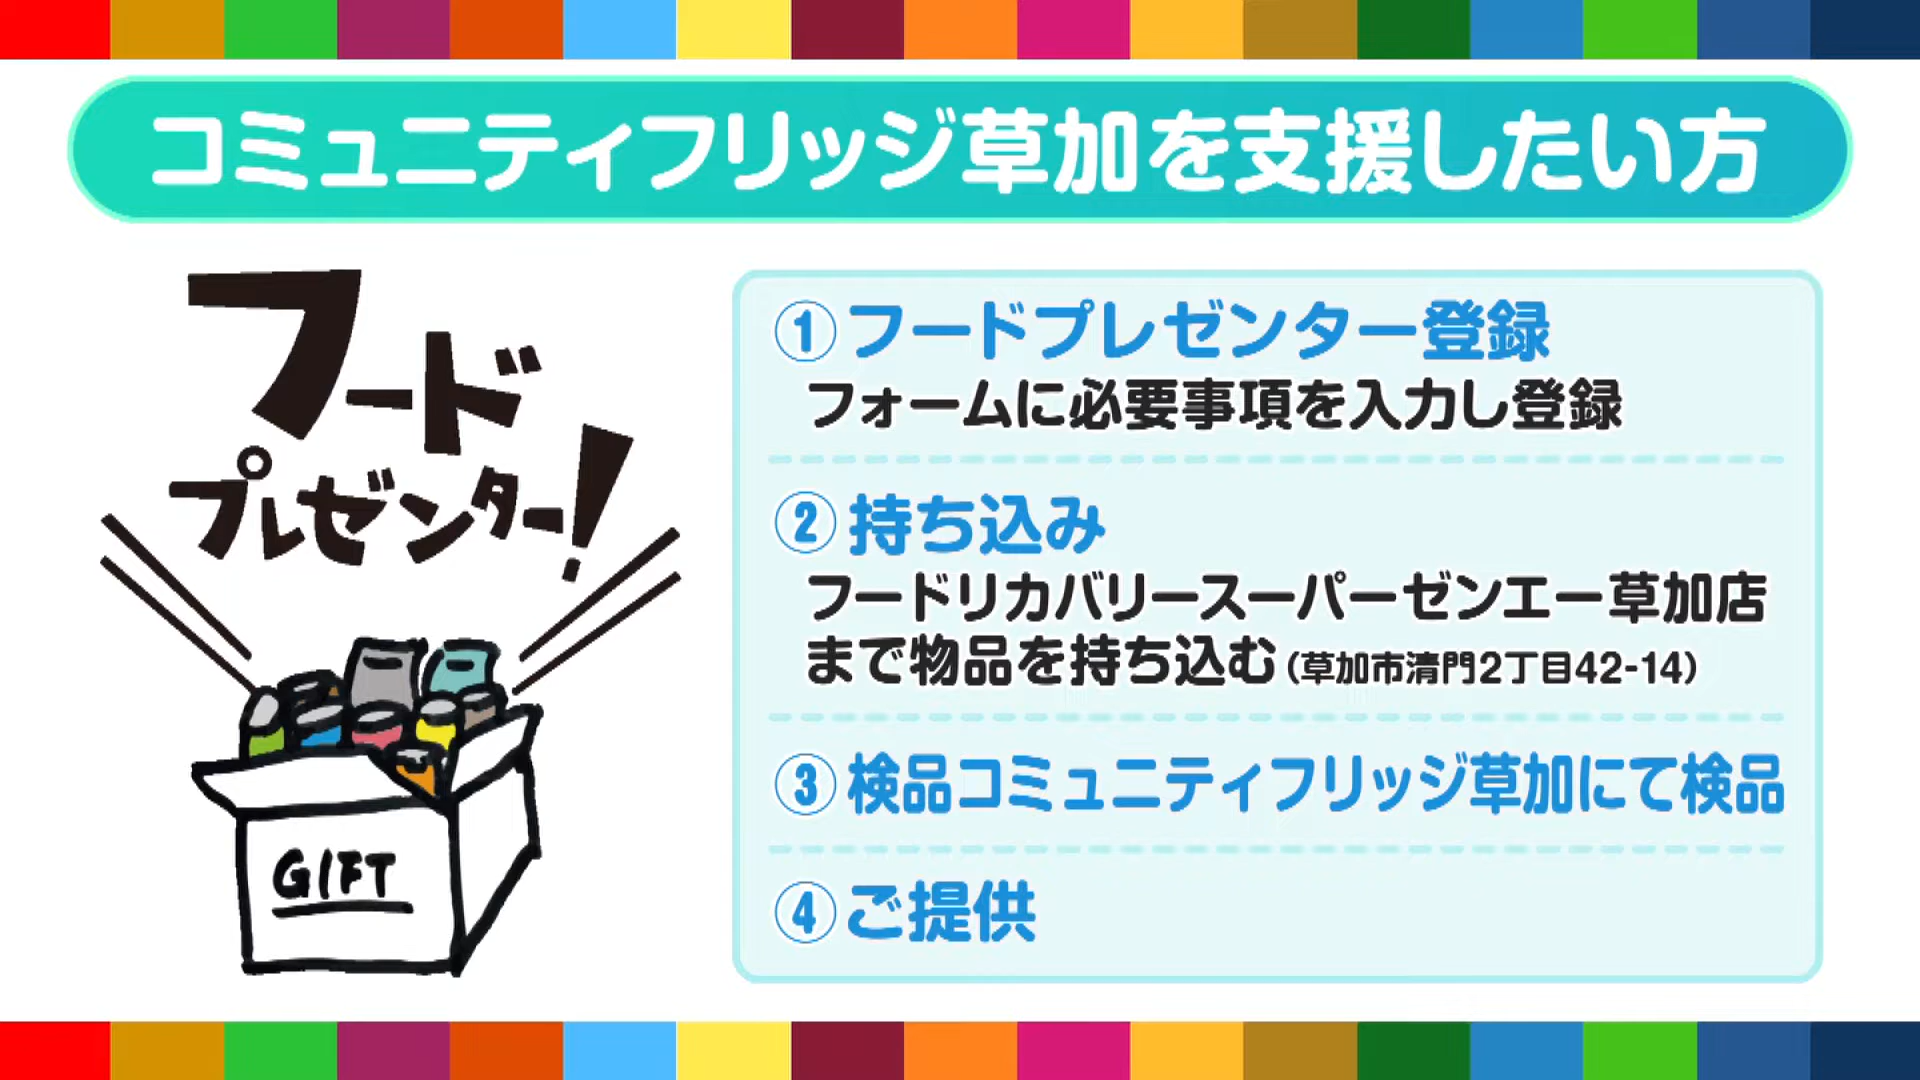 コミュニティフリッジ草加を支援したい方
フード
プレゼンター!
GIFT
①フードプレゼンター登録
フォームに必要事項を入力し登録
②持ち込み
フードリカバリースーパーゼンエー草加店
まで物品を持ち込む(草加市清門2丁目42-14)
③検品コミュニティフリッジ草加にて検品
④ご提供